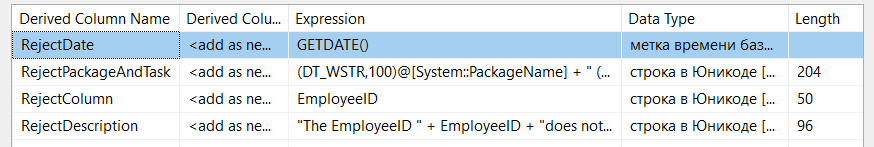 Derived Column Name Derived Colu... Expression Data Type Length
RejectDate <add as ne... GETDATE() метка времени баз...
RejectPackageAndTask <add as ne... (DT_WSTR,100)@[System::PackageName] + " (... строка в Юникоде [... 204
RejectColumn <add as ne... EmployeeID строка в Юникоде [... 50
RejectDescription <add as ne... "The EmployeeID " + EmployeeID + "does not... строка в Юникоде [... 96